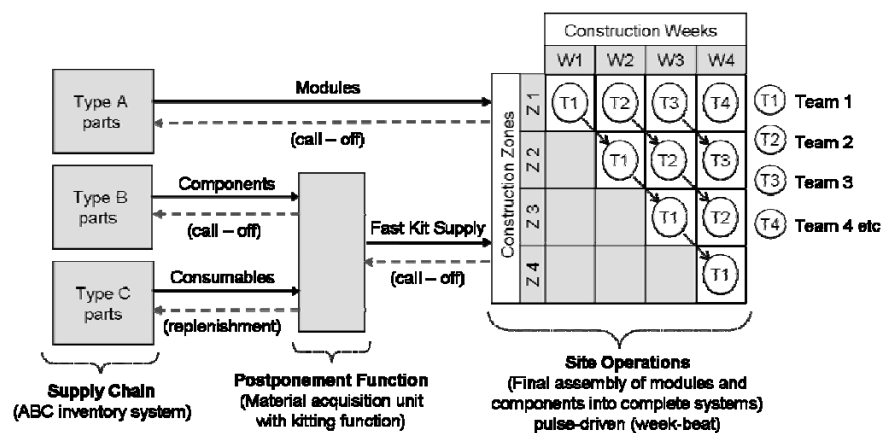 Construction Weeks
W1 W2 W3 W4
Type A
parts
Modules
(call – off)
Construction Zones
Z 1
T1 T2 T3 T4
T1 Team 1
Z 2
T1 T2 T3
T2 Team 2
Type B
parts
Components
(call – off)
Fast Kit Supply
(call – off)
Z 3
T1 T2
T3 Team 3
T4 Team 4 etc
Type C
parts
Consumables
(replenishment)
Z 4
T1
Supply Chain
(ABC inventory system)
Postponement Function
(Material acquisition unit
with kitting function)
Site Operations
(Final assembly of modules and
components into complete systems)
pulse-driven (week-beat)